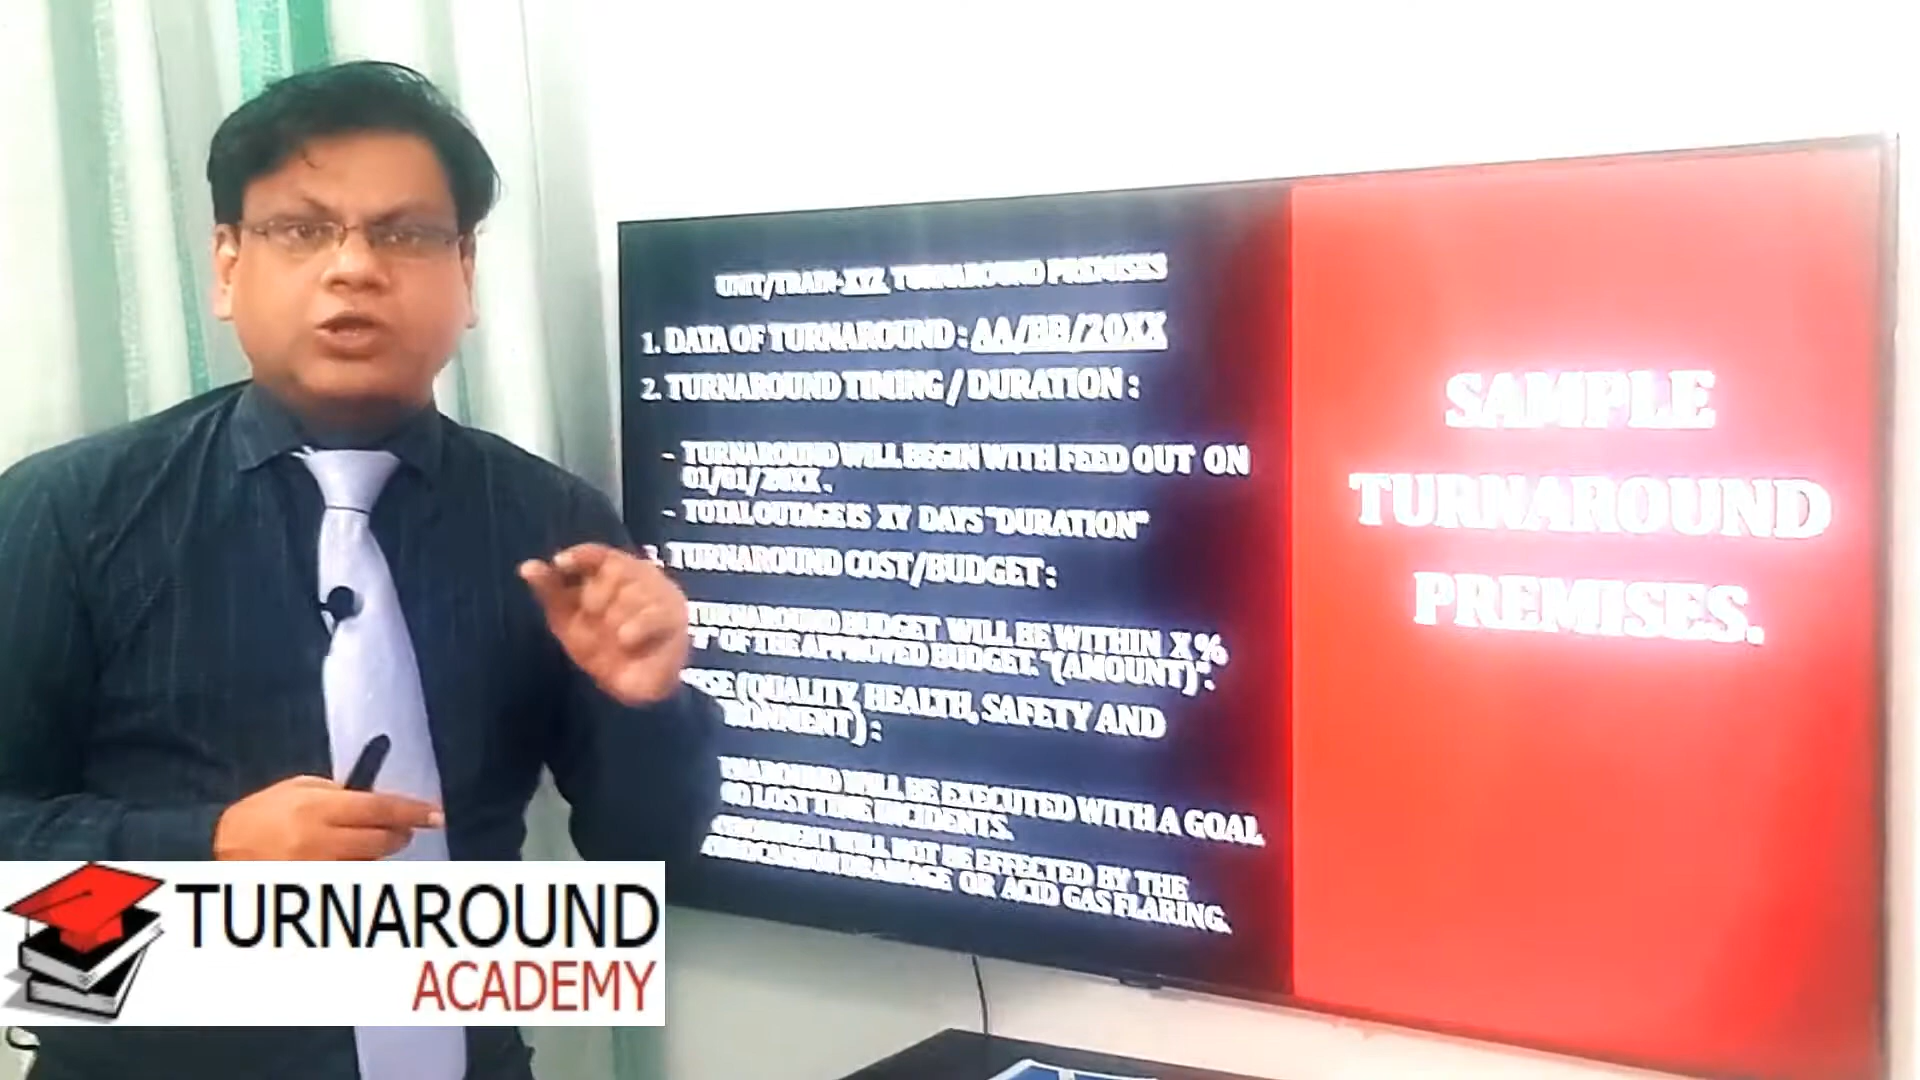 UNIT/TRAIN-XYZ TURNAROUND PREMISES
1. DATA OF TURNAROUND : AA/BB/20XX
2. TURNAROUND TIMING / DURATION :
- TURNAROUND WILL BEGIN WITH FEED OUT ON
01/01/20XX .
- TOTAL OUTAGE IS XY DAYS "DURATION"
3. TURNAROUND COST/BUDGET :
TURNAROUND BUDGET WILL BE WITHIN X %
OF THE APPROVED BUDGET. "(AMOUNT)".
(QUALITY, HEALTH, SAFETY AND
) :
WILL BE EXECUTED WITH A GOAL
LOST TIME INCIDENTS.
WILL NOT BE EFFECTED BY THE
DRAINAGE OR ACID GAS FLARING.
SAMPLE
TURNAROUND
PREMISES.
TURNAROUND
ACADEMY